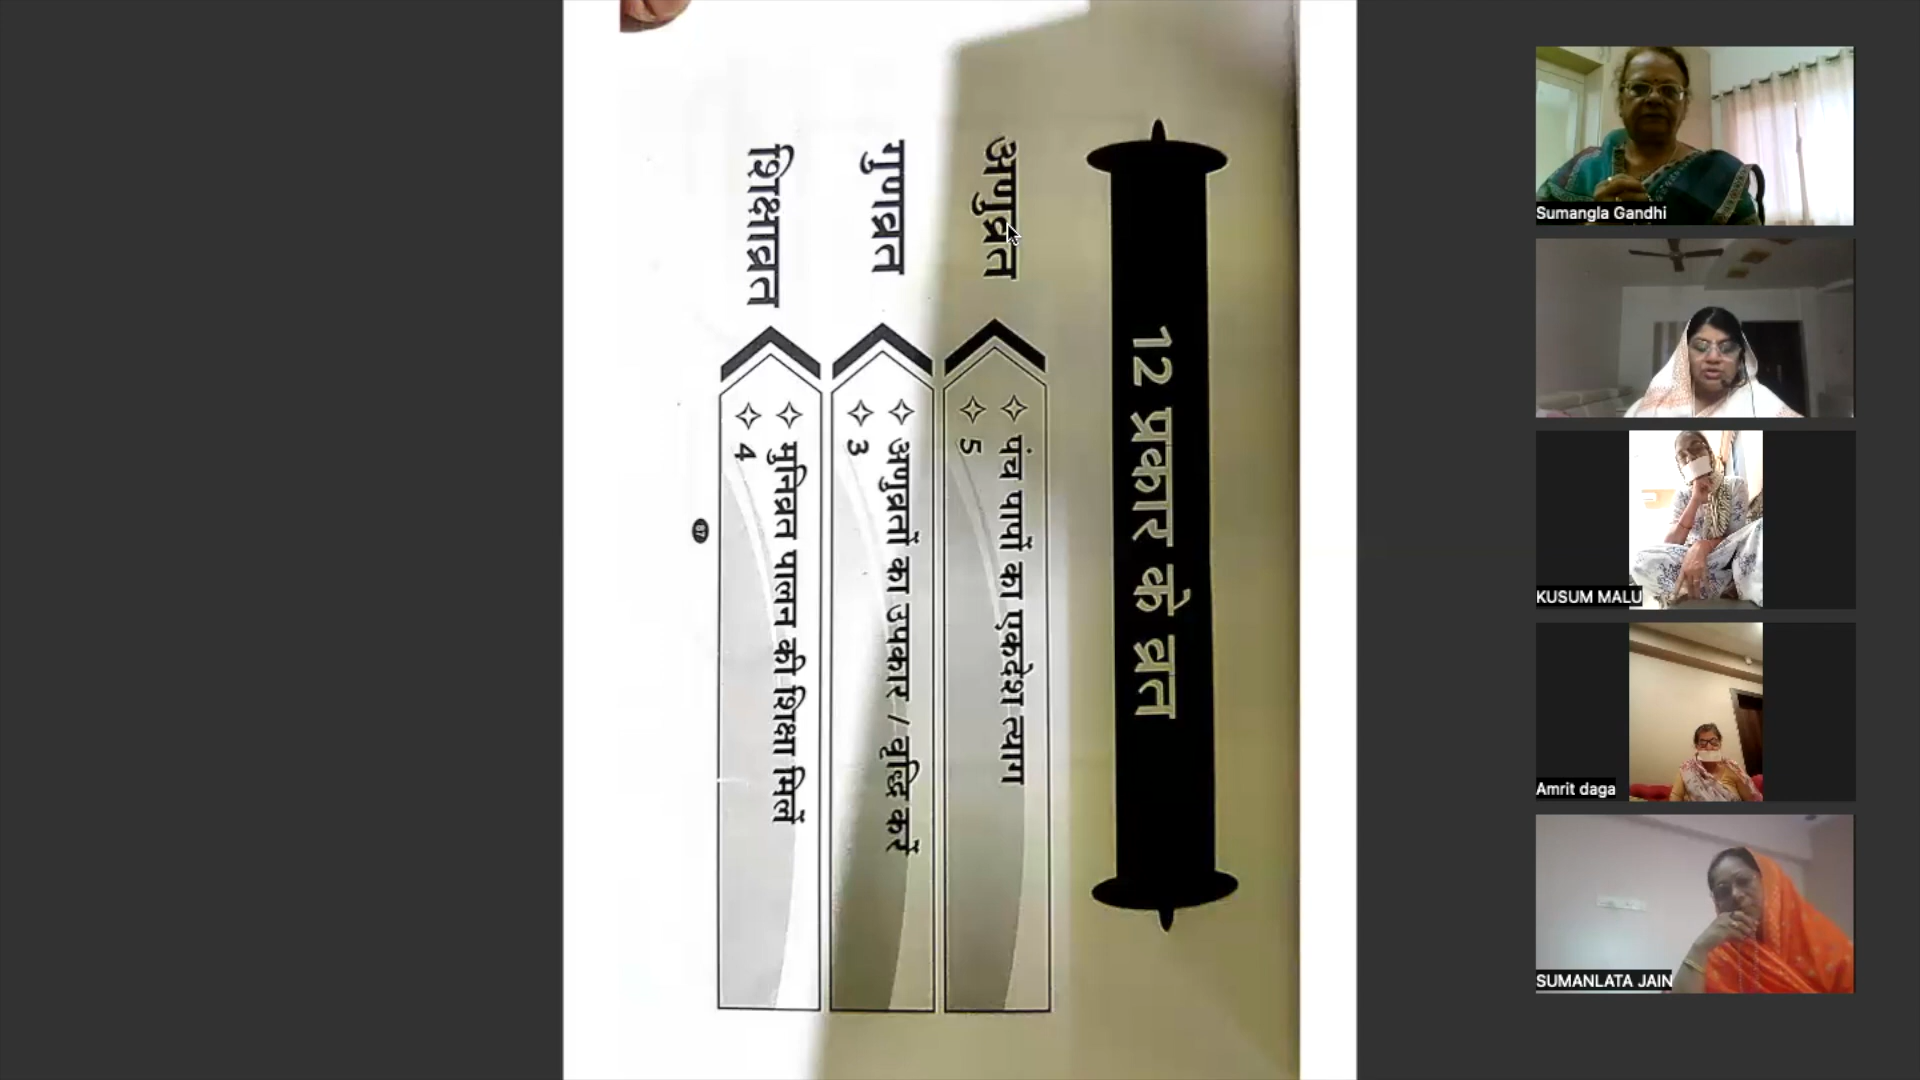 12 प्रकार के व्रत
अणुव्रत
पंच पापों का एकदेश त्याग
5
गुणव्रत
अणुव्रतों का उपकार / वृद्धि करें
3
शिक्षाव्रत
मुनिव्रत पालन की शिक्षा मिलें
4
87
Sumangla Gandhi
KUSUM MALU
Amrit daga
SUMANLATA JAIN